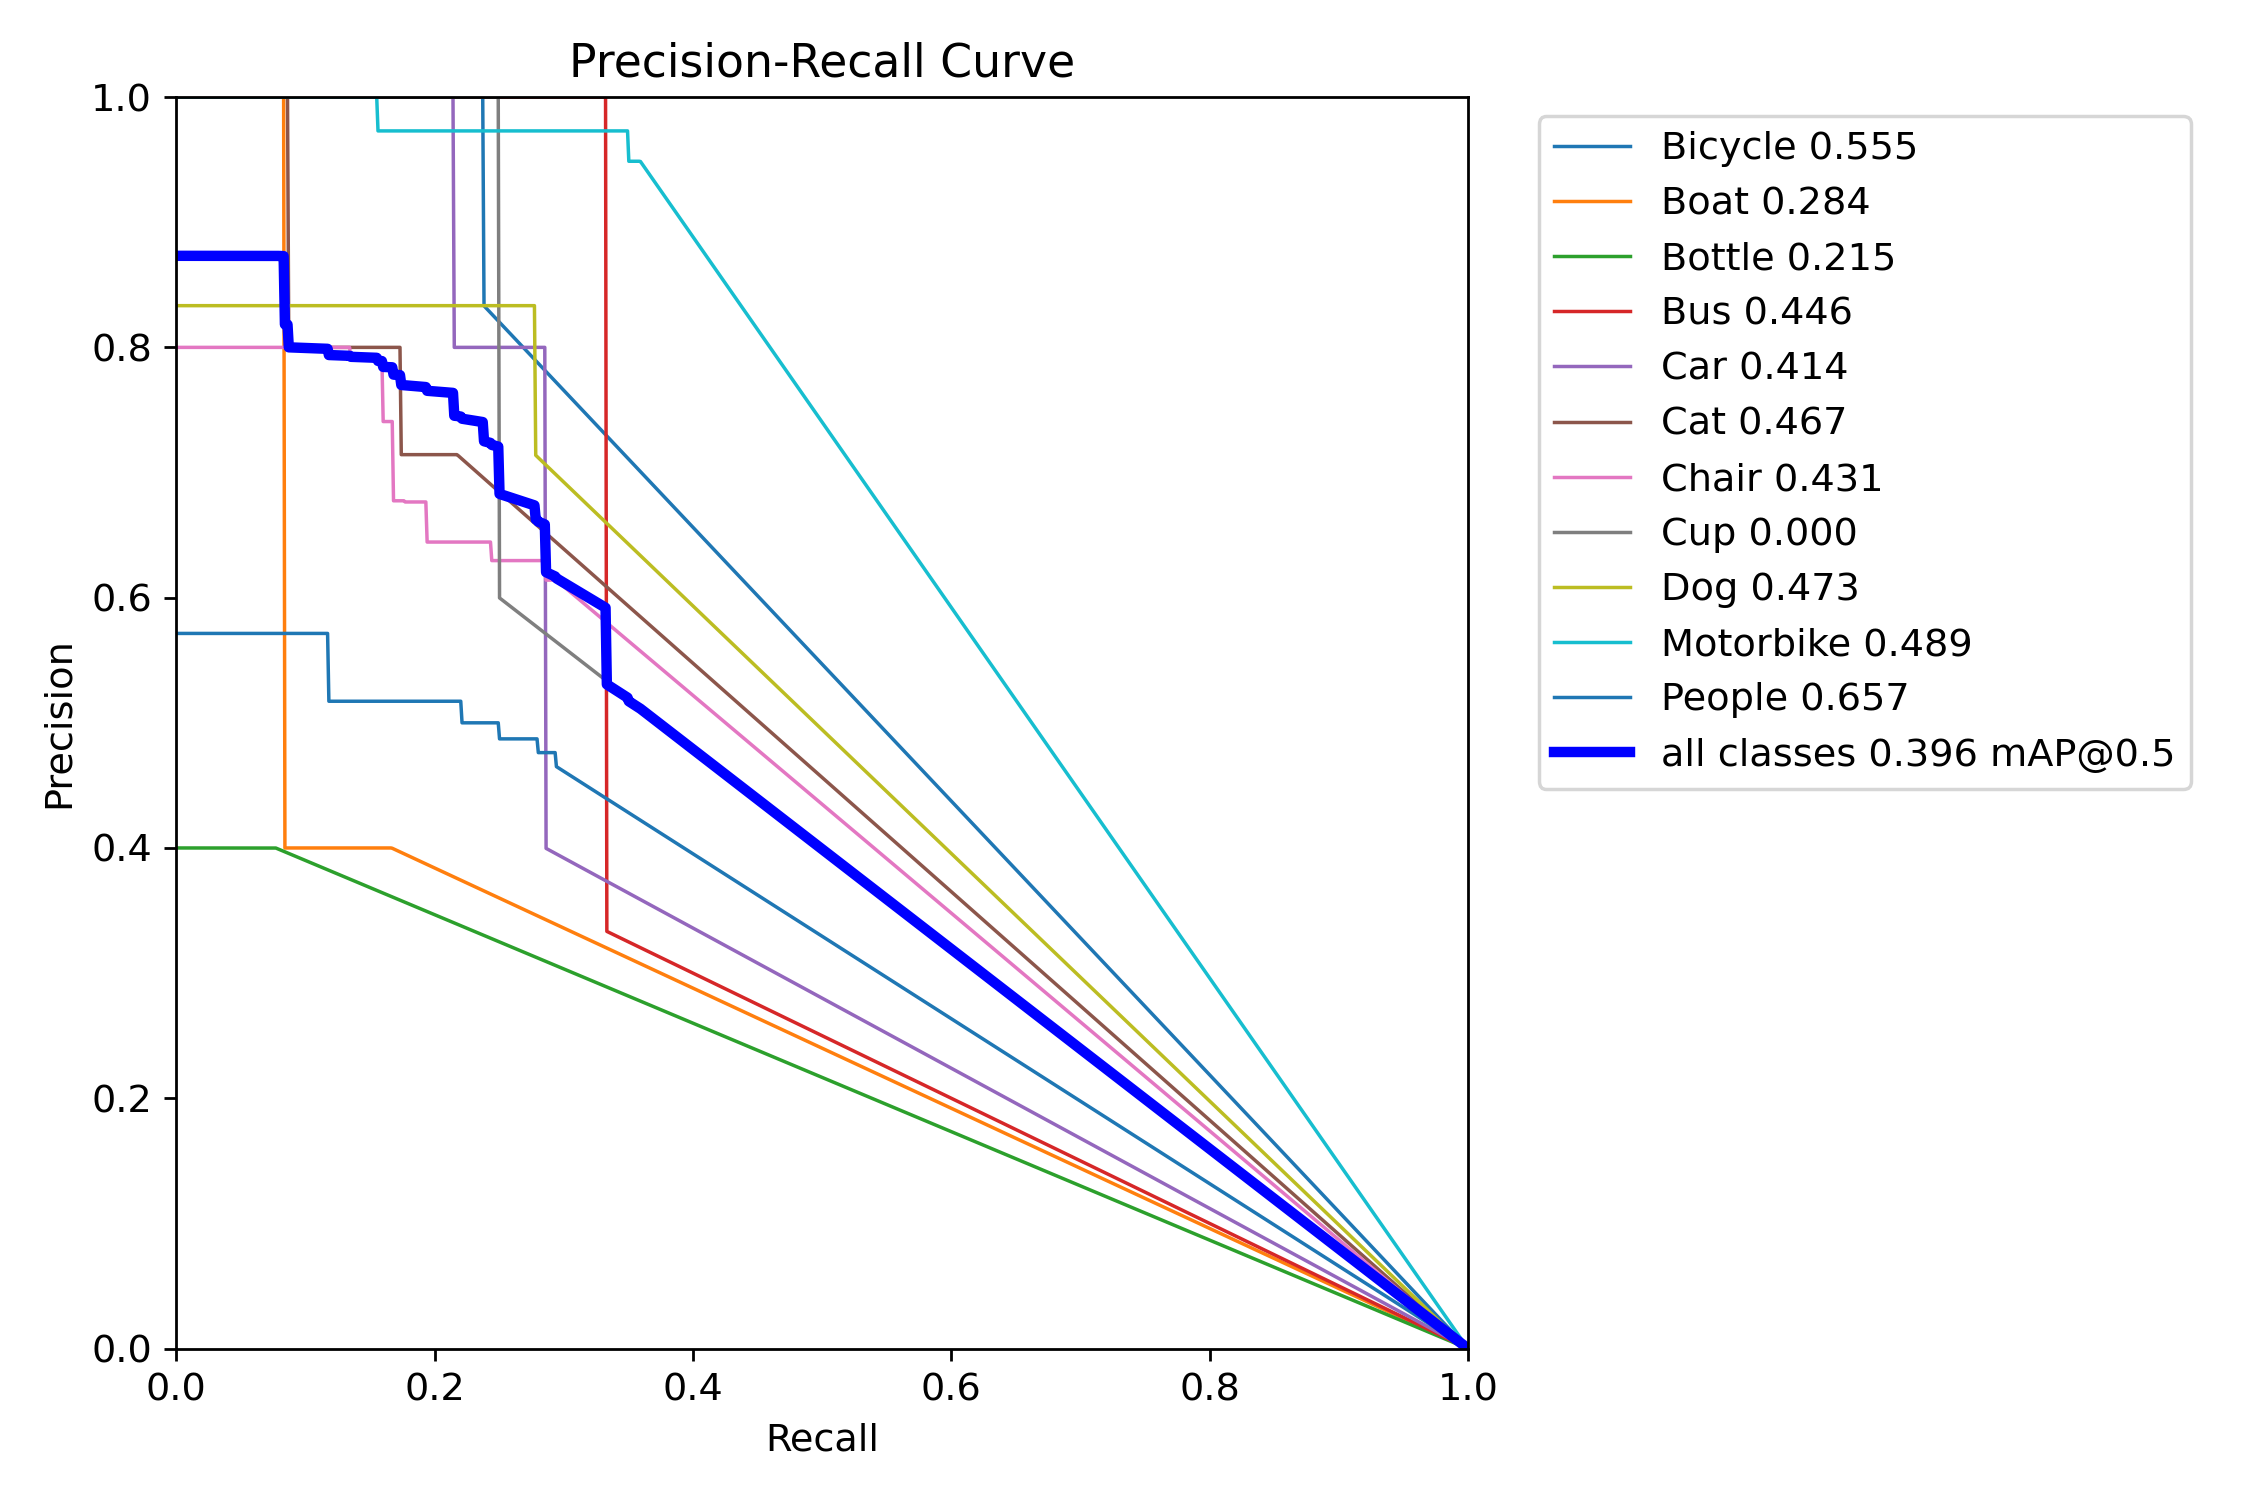 Precision-Recall Curve
1.0
0.8
0.6
0.4
0.2
0.0
Precision
0.0 0.2 0.4 0.6 0.8 1.0
Recall
Bicycle 0.555
Boat 0.284
Bottle 0.215
Bus 0.446
Car 0.414
Cat 0.467
Chair 0.431
Cup 0.000
Dog 0.473
Motorbike 0.489
People 0.657
all classes 0.396 mAP@0.5